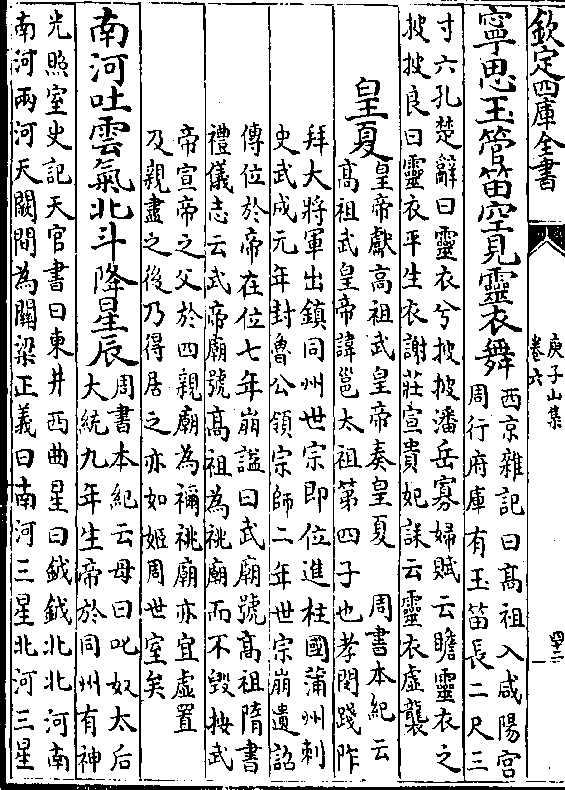 欽定四庫全書
庾子山集
卷六
寧思玉管笛空見靈衣舞
西京雜記曰高祖入咸陽宮
周行府庫有玉笛長二尺三
寸六孔楚辭曰靈衣兮披披潘岳寡婦賦云瞻靈衣之
披披良曰靈衣平生衣謝莊宣貴妃誄云靈衣虛襲
皇夏
皇帝獻高祖武皇帝奏皇夏 周書本紀云
高祖武皇帝諱邕太祖第四子也孝閔踐阼
拜大將軍出鎮同州世宗即位進柱國蒲州刺
史武成元年封魯公領宗師二年世宗崩遺詔
傳位於帝在位七年崩諡曰武廟號高祖隋書
禮儀志云武帝廟號高祖為祧廟而不毀按武
帝宣帝之父於四親廟為禰祧廟亦宜虛置
及親盡之後乃得居之亦如姬周世室矣
南河吐雲氣北斗降星辰
周書本紀云母曰叱奴太后
大統九年生帝於同州有神
光照室史記天官書曰東井西曲星曰鉞鉞北北河南
南河兩河天闕間為關梁正義曰南河三星北河三星